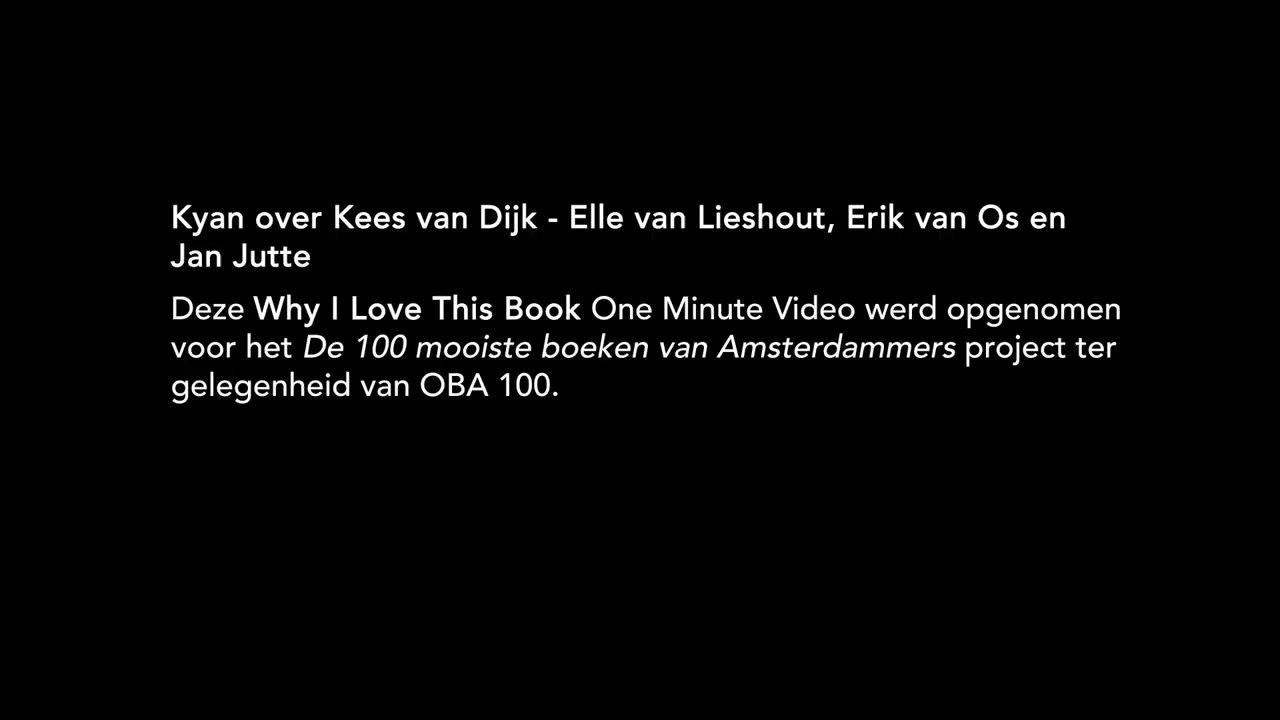 Kyan over Kees van Dijk - Elle van Lieshout, Erik van Os en
Jan Jutte
Deze Why I Love This Book One Minute Video werd opgenomen
voor het De 100 mooiste boeken van Amsterdammers project ter
gelegenheid van OBA 100.